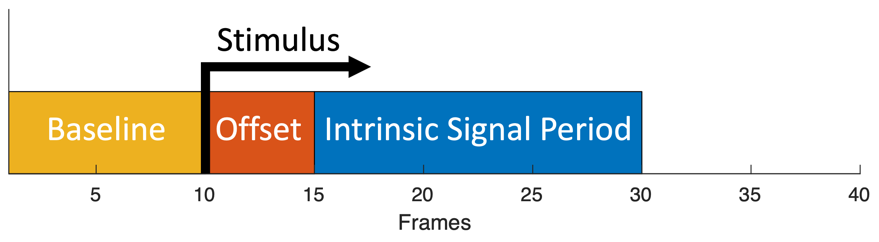 Stimulus
Baseline Offset Intrinsic Signal Period
5 10 15 20 25 30 35 40
Frames